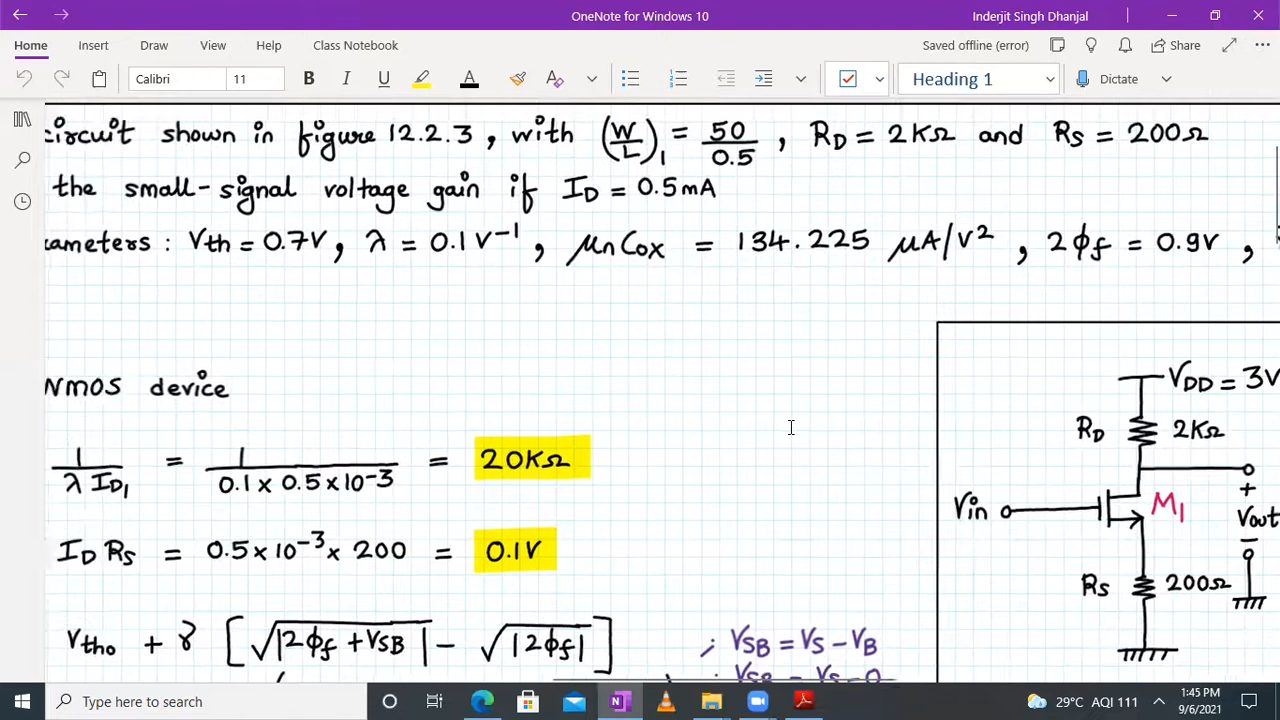 OneNote for Windows 10
Inderjit Singh Dhanjal
Home Insert Draw View Help Class Notebook
Saved offline (error)
Share
Calibri 11 B I U A Heading 1 Dictate
circuit shown in figure 12.2.3, with (W/L)₁ = 50/0.5, RD = 2KΩ and RS = 200Ω
the small-signal voltage gain if ID = 0.5mA
ameters : Vth = 0.7V, λ = 0.1V⁻¹, μnCox = 134.225 μA/V², 2ϕf = 0.9V,
NMOS device
1/(λ ID1) = 1/(0.1 x 0.5 x 10⁻³) = 20KΩ
ID RS = 0.5 x 10⁻³ x 200 = 0.1V
Vtho + γ [√|2ϕf + VSB| - √|2ϕf|] ; VSB = VS - VB
; VSB = VS - 0
VDD = 3V
RD 2KΩ
Vin M1
+
Vout
-
RS 200Ω
Type here to search
29°C AQI 111
1:45 PM
9/6/2021